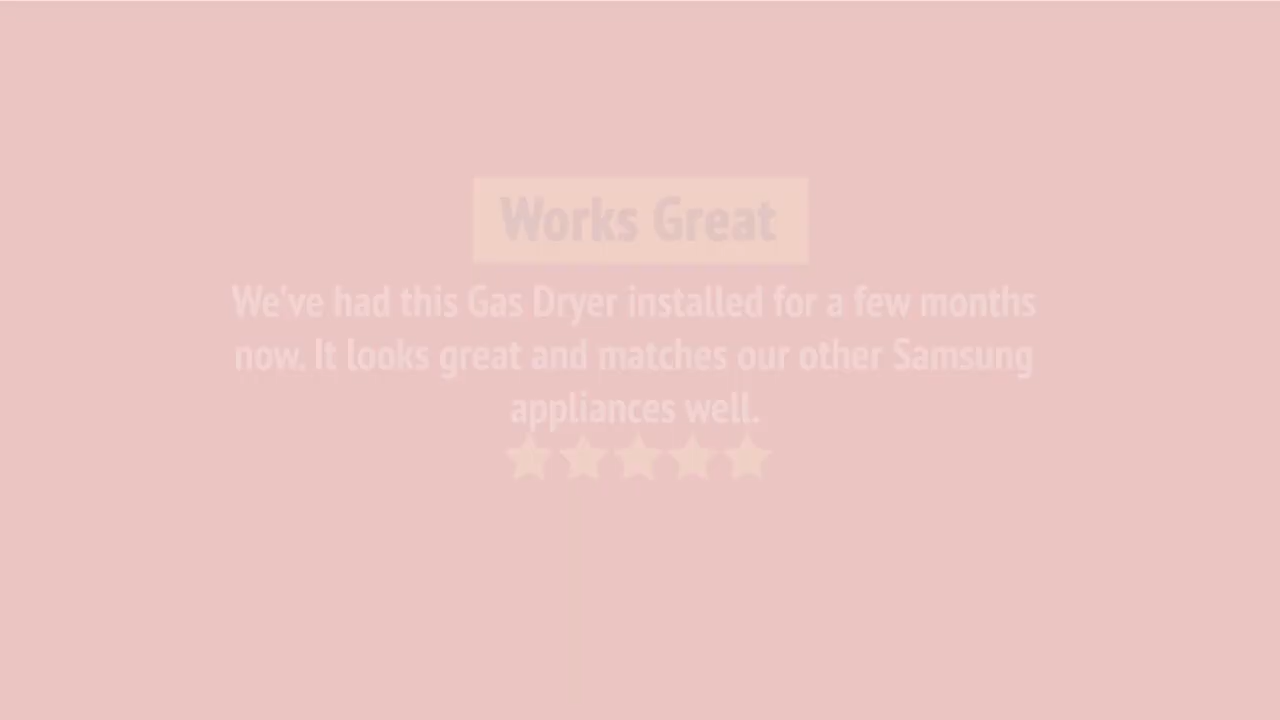 Works Great
We've had this Gas Dryer installed for a few months
now. It looks great and matches our other Samsung
appliances well.